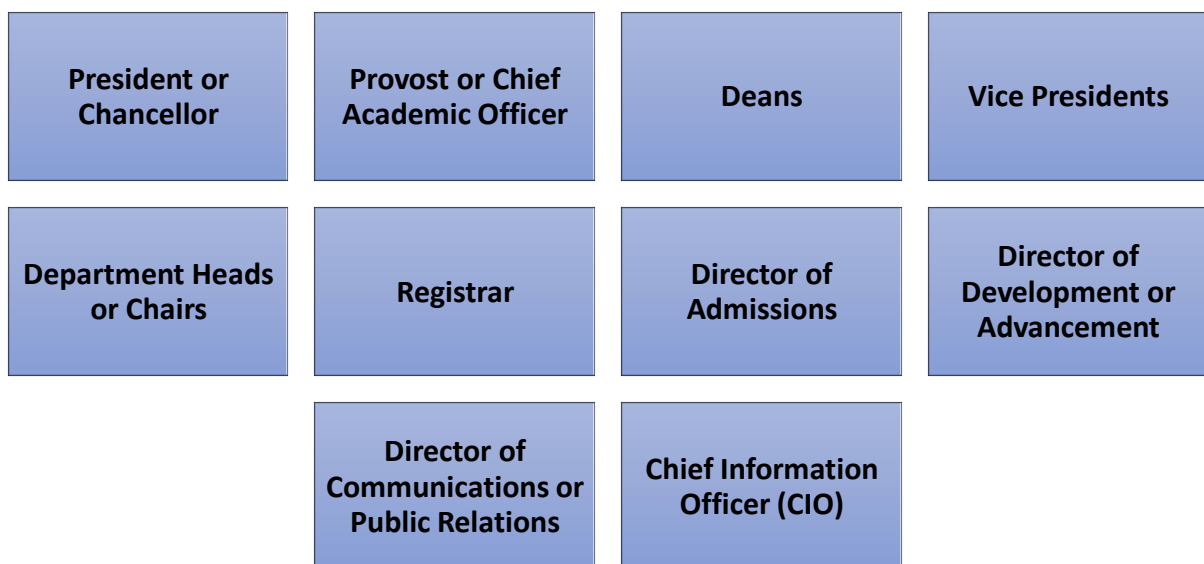 President or
Chancellor
Provost or Chief
Academic Officer
Deans
Vice Presidents
Department Heads
or Chairs
Registrar
Director of
Admissions
Director of
Development or
Advancement
Director of
Communications or
Public Relations
Chief Information
Officer (CIO)